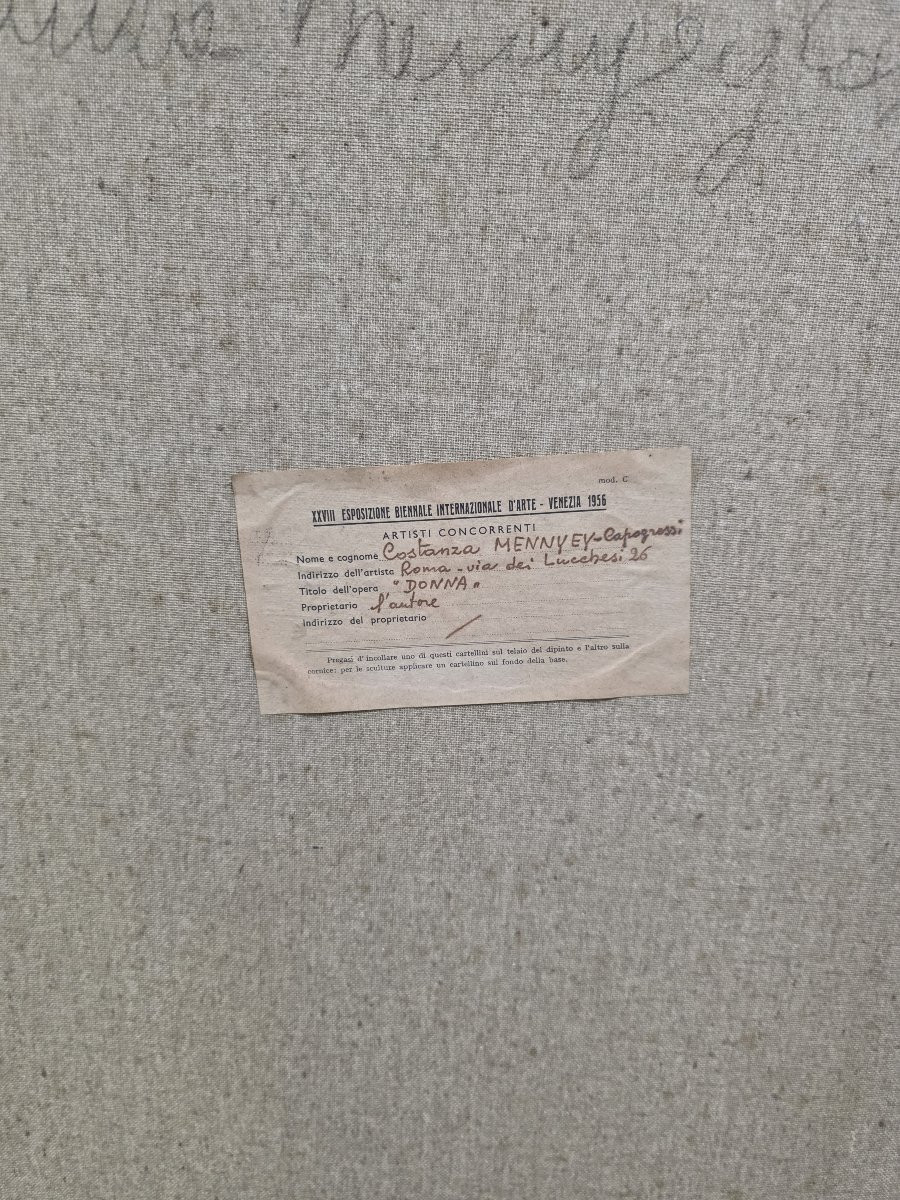 Mennyey
mod. C
XXVIII ESPOSIZIONE BIENNALE INTERNAZIONALE D'ARTE - VENEZIA 1956
ARTISTI CONCORRENTI
Nome e cognome Costanza MENNYEY-Capogrossi
Indirizzo dell'artista Roma - via dei Lucchesi 26
Titolo dell'opera "DONNA"
Proprietario l'autore
Indirizzo del proprietario /
Pregasi d'incollare uno di questi cartellini sul telaio del dipinto e l'altro sulla
cornice: per le sculture applicare un cartellino sul fondo della base.